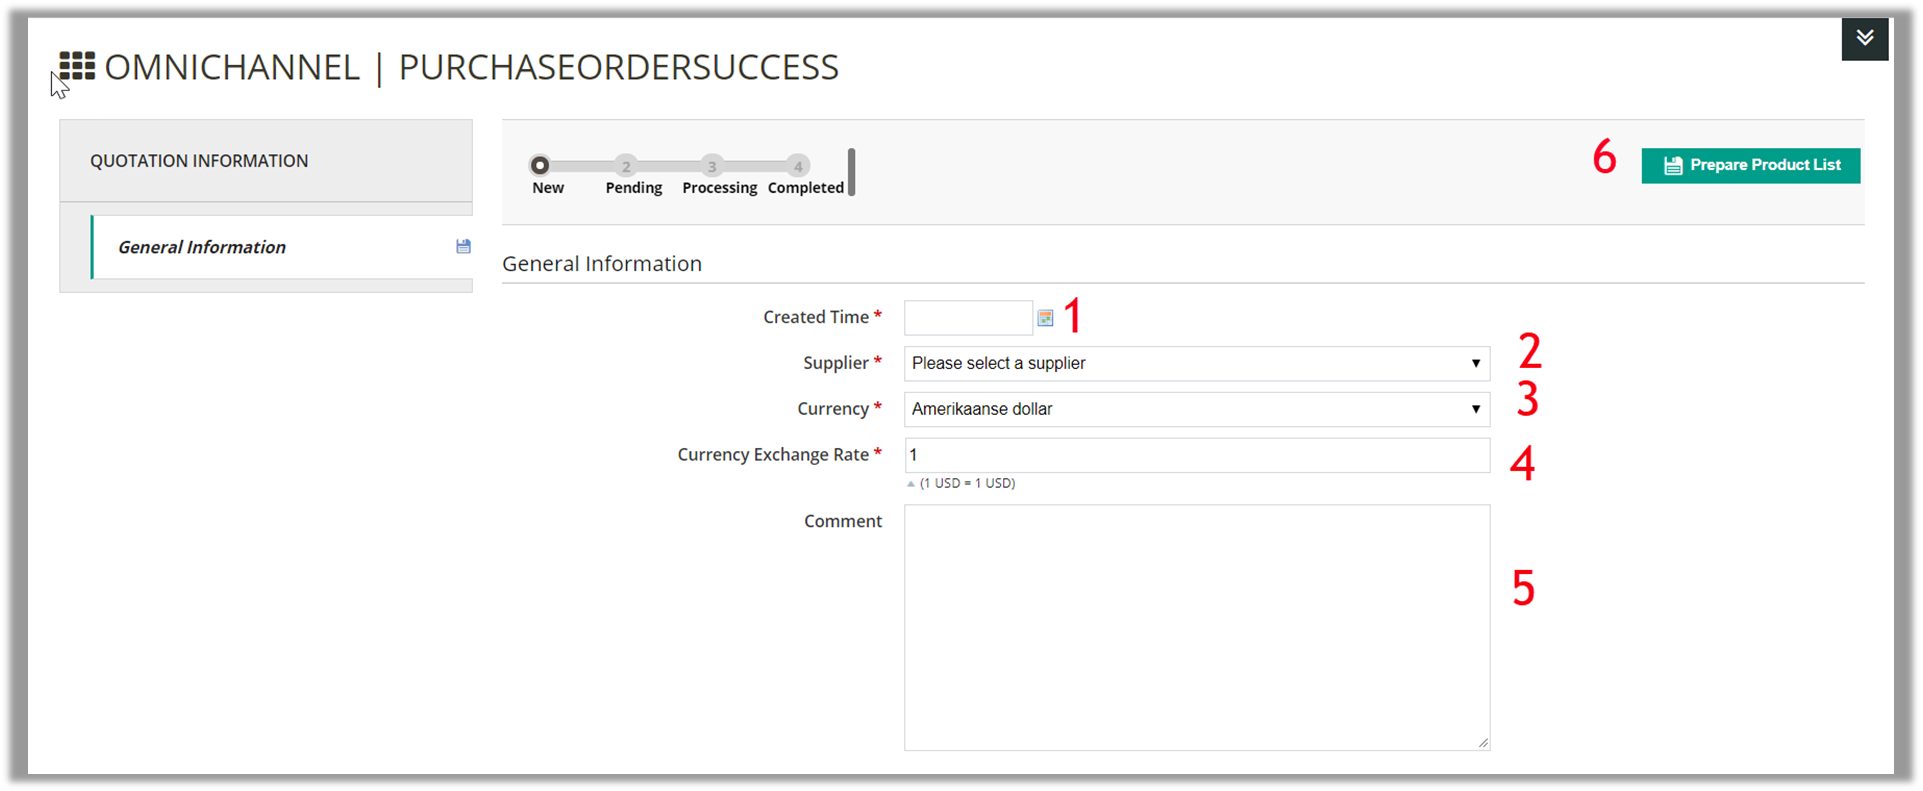 OMNICHANNEL | PURCHASEORDERSUCCESS
QUOTATION INFORMATION
General Information
2 3 4
New Pending Processing Completed
6 Prepare Product List
General Information
Created Time * 1
Supplier * Please select a supplier 2
Currency * Amerikaanse dollar 3
Currency Exchange Rate * 1 4
(1 USD = 1 USD)
Comment
5